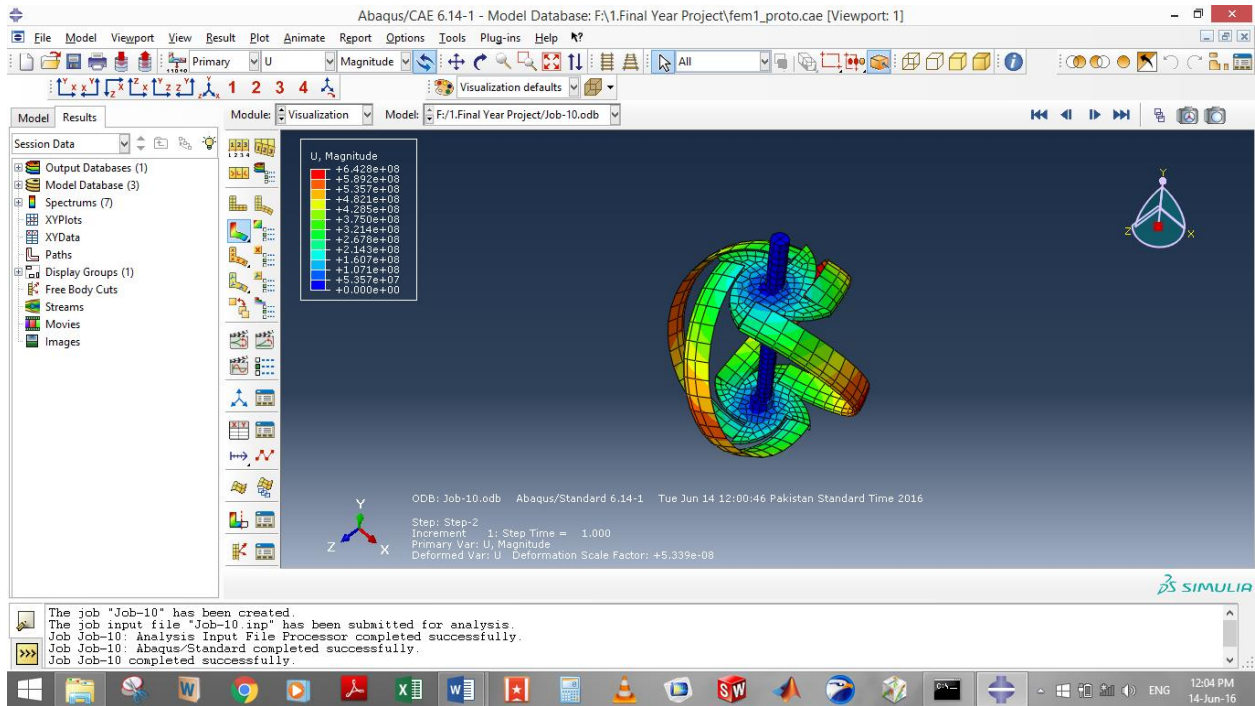 Abaqus/CAE 6.14-1 - Model Database: F:\1.Final Year Project\fem1_proto.cae [Viewport: 1]
File Model Viewport View Result Plot Animate Report Options Tools Plug-ins Help
Primary U Magnitude All
1 2 3 4 Visualization defaults
Model Results Module: Visualization Model: F:/1.Final Year Project/Job-10.odb
Session Data
Output Databases (1)
Model Database (3)
Spectrums (7)
XYPlots
XYData
Paths
Display Groups (1)
Free Body Cuts
Streams
Movies
Images
U, Magnitude
+6.428e+08
+5.892e+08
+5.357e+08
+4.821e+08
+4.285e+08
+3.750e+08
+3.214e+08
+2.678e+08
+2.143e+08
+1.607e+08
+1.071e+08
+5.357e+07
+0.000e+00
Y
Z X
ODB: Job-10.odb Abaqus/Standard 6.14-1 Tue Jun 14 12:00:46 Pakistan Standard Time 2016
Y
Z X
Step: Step-2
Increment 1: Step Time = 1.000
Primary Var: U, Magnitude
Deformed Var: U Deformation Scale Factor: +5.339e-08
SIMULIA
The job "Job-10" has been created.
The job input file "Job-10.inp" has been submitted for analysis.
Job Job-10: Analysis Input File Processor completed successfully.
Job Job-10: Abaqus/Standard completed successfully.
Job Job-10 completed successfully.
ENG
12:04 PM
14-Jun-16